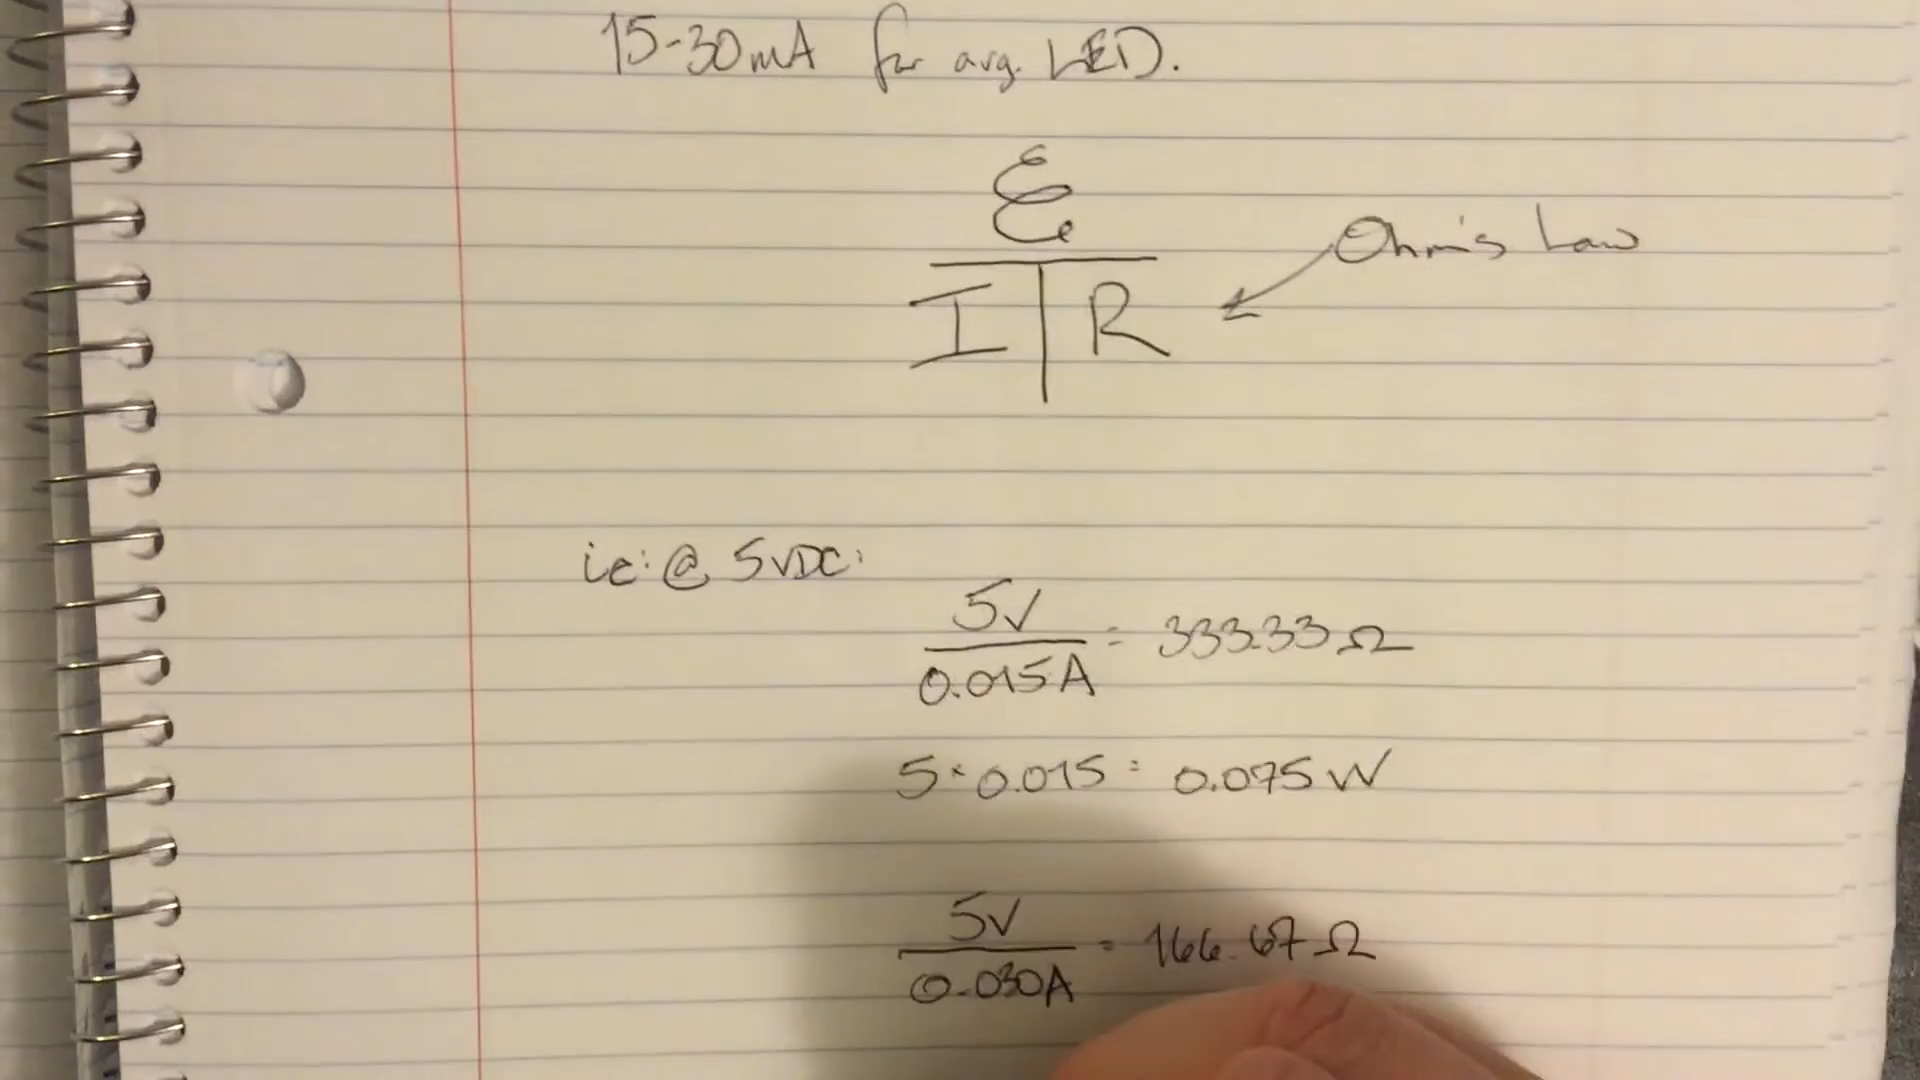 15-30mA for avg. LED.
E
I R
Ohm's Law
ie: @ 5VDC:
5V
0.015A = 333.33 Ω
5 × 0.015 = 0.075 W
5V
0.030A = 166.67 Ω